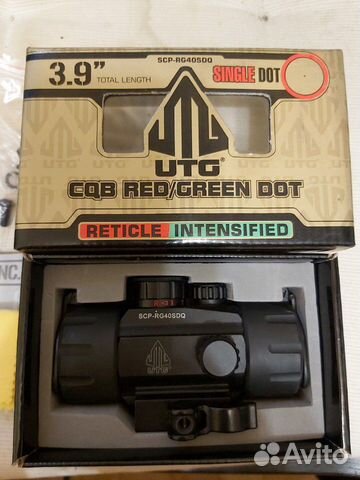 SCP-RG40SDQ
3.9”
TOTAL LENGTH
SINGLE DOT
UTG®
CQB RED/GREEN DOT
RETICLE INTENSIFIED
INC.
SCP-RG40SDQ
UTG
Avito